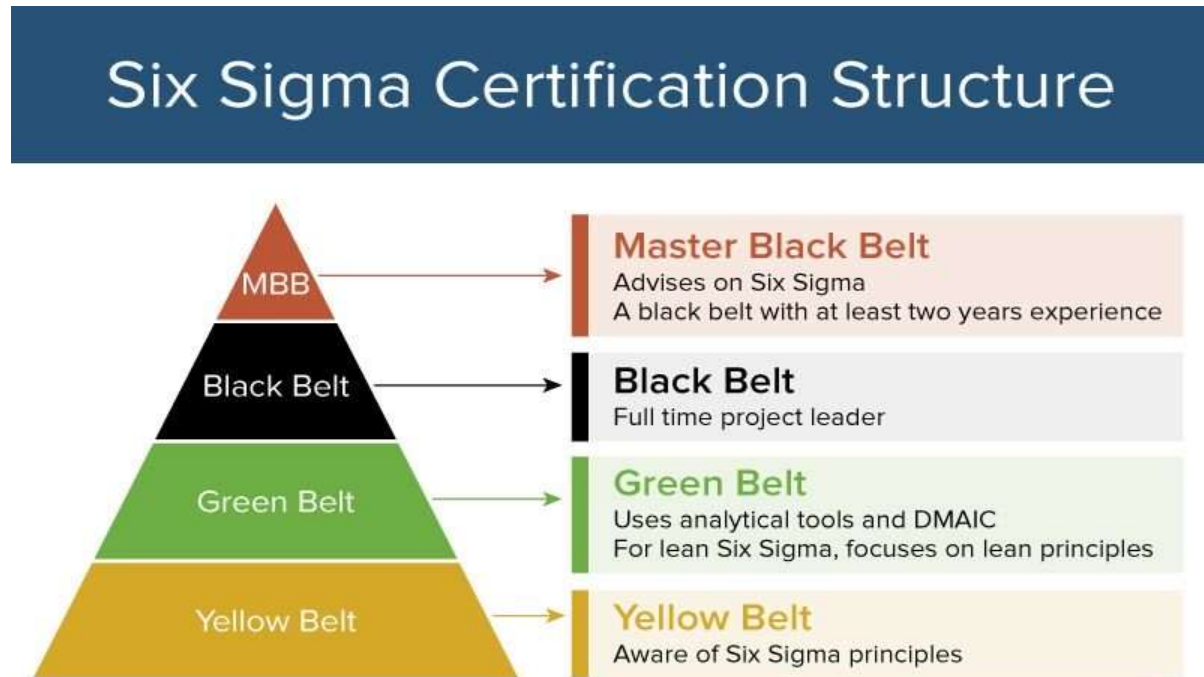 Six Sigma Certification Structure
MBB
Master Black Belt
Advises on Six Sigma
A black belt with at least two years experience
Black Belt
Black Belt
Full time project leader
Green Belt
Green Belt
Uses analytical tools and DMAIC
For lean Six Sigma, focuses on lean principles
Yellow Belt
Yellow Belt
Aware of Six Sigma principles